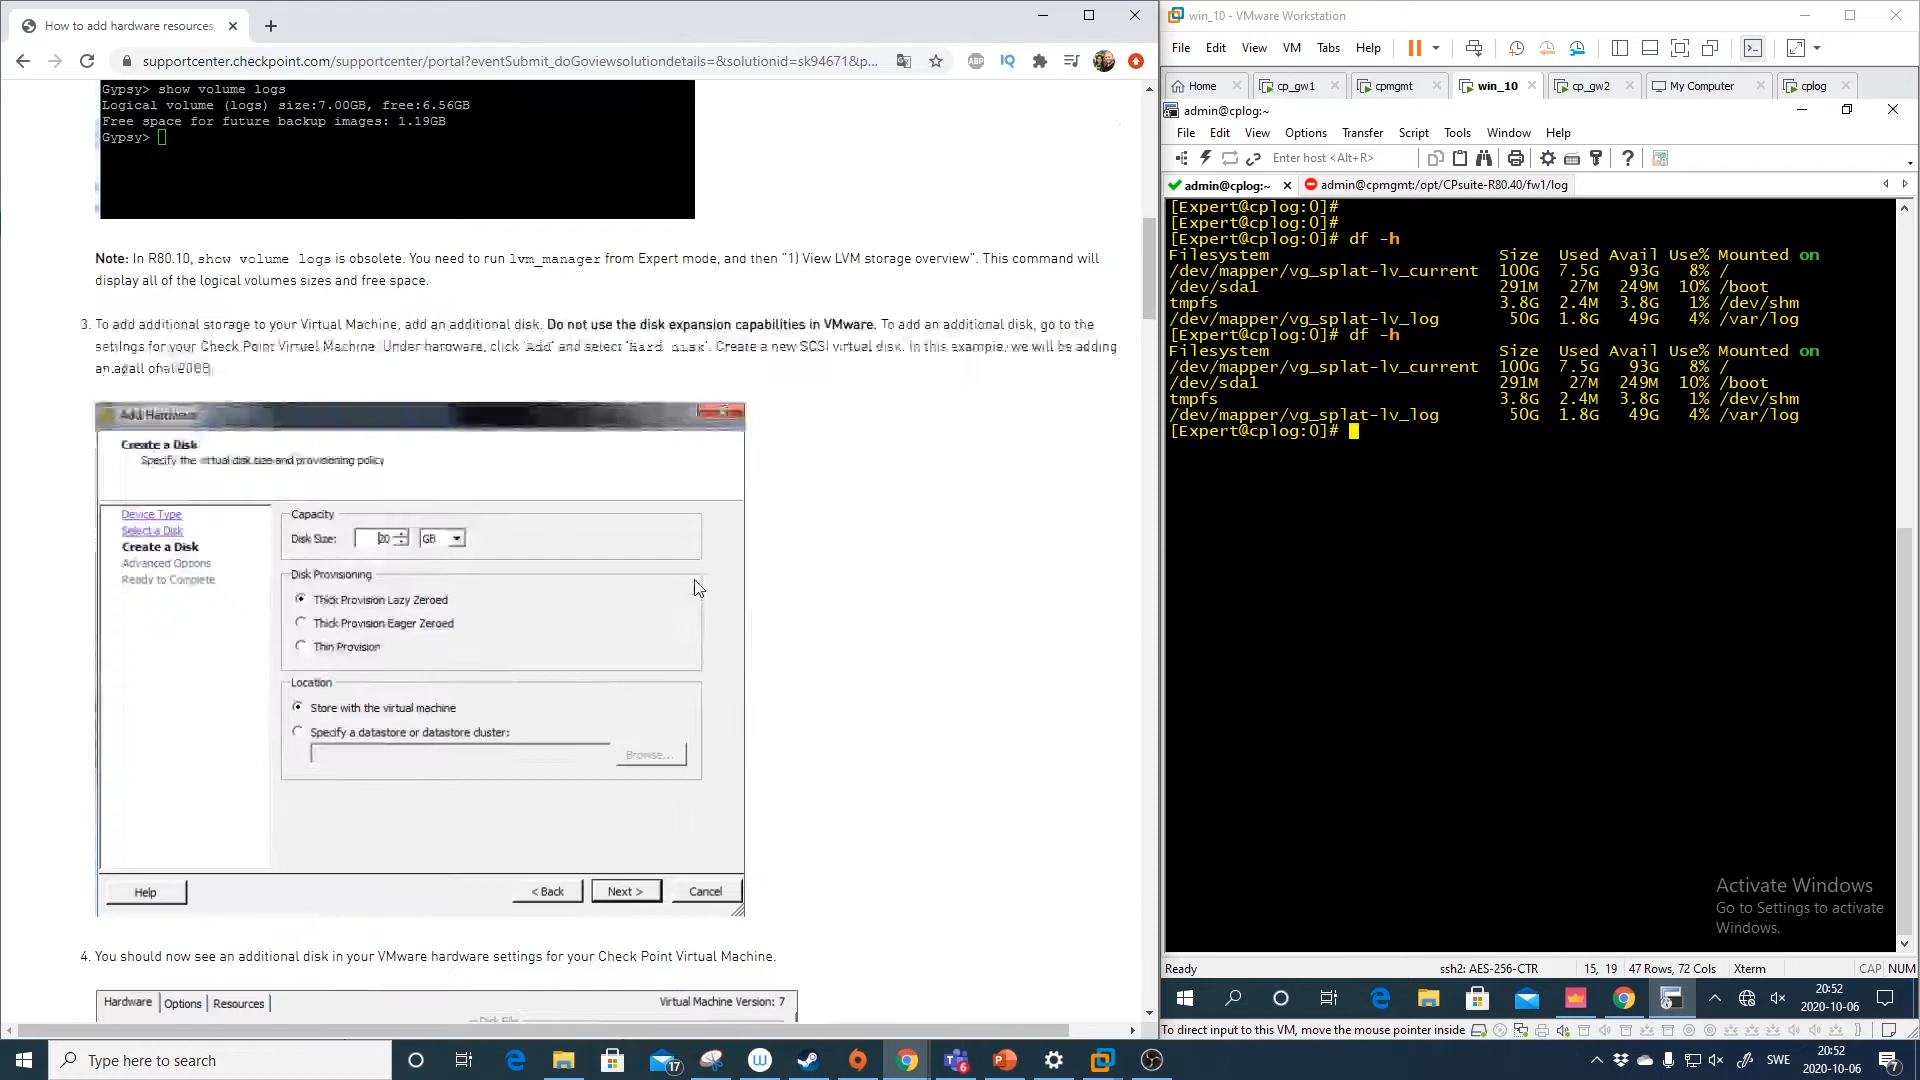 How to add hardware resources,
supportcenter.checkpoint.com/supportcenter/portal?eventSubmit_doGoviewsolutiondetails=&solutionid=sk94671&p...
ABP
IQ
Gypsy> show volume logs
Logical volume (logs) size:7.00GB, free:6.56GB
Free space for future backup images: 1.19GB
Gypsy>
Note: In R80.10, show volume logs is obsolete. You need to run lvm_manager from Expert mode, and then "1) View LVM storage overview". This command will
display all of the logical volumes sizes and free space.
3. To add additional storage to your Virtual Machine, add an additional disk. Do not use the disk expansion capabilities in VMware. To add an additional disk, go to the
settings for your Check Point Virtual Machine. Under hardware, click "Add" and select "Hard disk". Create a new SCSI virtual disk. In this example, we will be adding
Add Hardware
Create a Disk
Specify the virtual disk size and provisioning policy
Device Type
Select a Disk
Create a Disk
Advanced Options
Ready to Complete
Capacity
Disk Size: 20 GB
Disk Provisioning
Thick Provision Lazy Zeroed
Thick Provision Eager Zeroed
Thin Provision
Location
Store with the virtual machine
Specify a datastore or datastore cluster:
Browse...
Help
< Back
Next >
Cancel
4. You should now see an additional disk in your VMware hardware settings for your Check Point Virtual Machine.
Hardware Options Resources Virtual Machine Version: 7
Disk File
win_10 - VMware Workstation
File Edit View VM Tabs Help
Home cp_gw1 cpmgmt win_10 cp_gw2 My Computer cplog
admin@cplog:~
File Edit View Options Transfer Script Tools Window Help
Enter host <Alt+R>
admin@cplog:~ admin@cpmgmt:/opt/CPsuite-R80.40/fw1/log
[Expert@cplog:0]#
[Expert@cplog:0]#
[Expert@cplog:0]# df -h
Filesystem Size Used Avail Use% Mounted on
/dev/mapper/vg_splat-lv_current 100G 7.5G 93G 8% /
/dev/sda1 291M 27M 249M 10% /boot
tmpfs 3.8G 2.4M 3.8G 1% /dev/shm
/dev/mapper/vg_splat-lv_log 50G 1.8G 49G 4% /var/log
[Expert@cplog:0]# df -h
Filesystem Size Used Avail Use% Mounted on
/dev/mapper/vg_splat-lv_current 100G 7.5G 93G 8% /
/dev/sda1 291M 27M 249M 10% /boot
tmpfs 3.8G 2.4M 3.8G 1% /dev/shm
/dev/mapper/vg_splat-lv_log 50G 1.8G 49G 4% /var/log
[Expert@cplog:0]#
Activate Windows
Go to Settings to activate
Windows.
Ready ssh2: AES-256-CTR 15, 19 47 Rows, 72 Cols Xterm CAP NUM
20:52
2020-10-06
To direct input to this VM, move the mouse pointer inside
Type here to search
17
6
SWE
20:52
2020-10-06
7